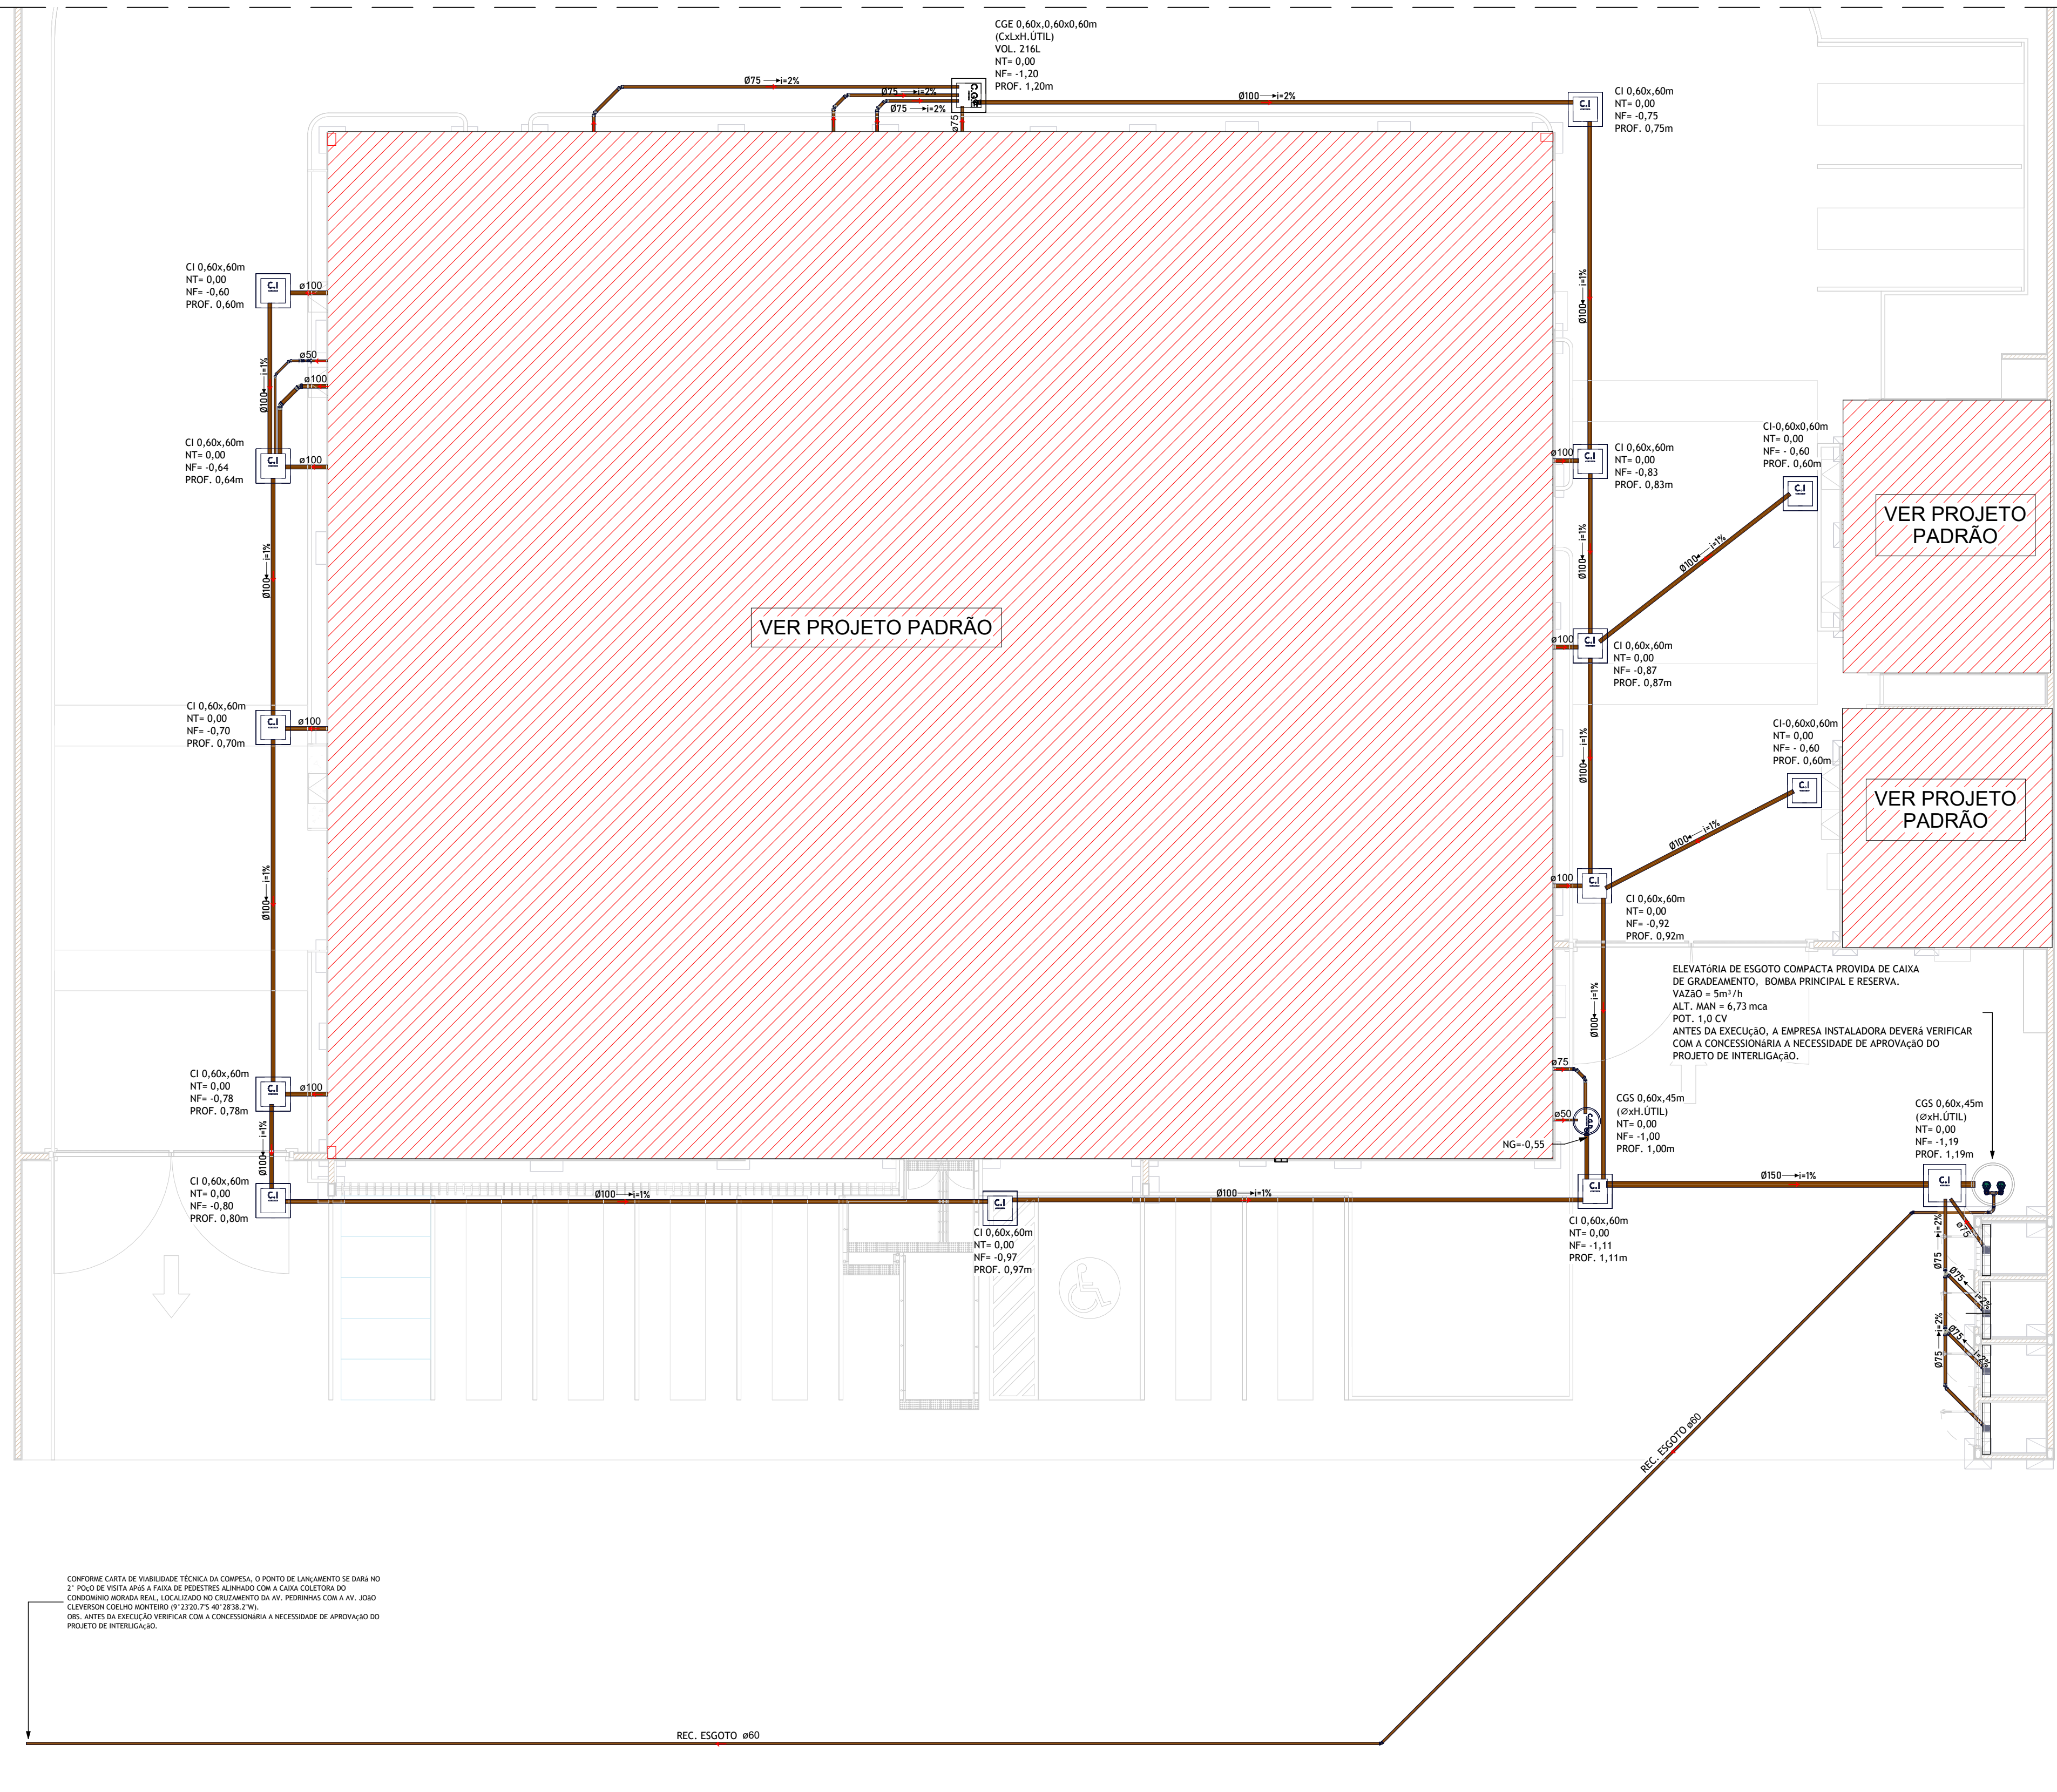 CGE 0,60x,0,60x0,60m
(CxLxH.ÚTIL)
VOL. 216L
NT= 0,00
NF= -1,20
PROF. 1,20m
Ø75 i=2%
Ø75 i=2%
Ø75 i=2%
ø75
C.GE
Ø100 i=2%
C.I
CI 0,60x,60m
NT= 0,00
NF= -0,75
PROF. 0,75m
CI 0,60x,60m
NT= 0,00
NF= -0,60
PROF. 0,60m
C.I
ø100
Ø100 i=1%
ø50
ø100
Ø100 i=1%
CI 0,60x,60m
NT= 0,00
NF= -0,64
PROF. 0,64m
C.I
ø100
ø100
C.I
CI 0,60x,60m
NT= 0,00
NF= -0,83
PROF. 0,83m
CI-0,60x0,60m
NT= 0,00
NF= - 0,60
PROF. 0,60m
C.I
VER PROJETO
PADRÃO
Ø100 i=1%
Ø100 i=1%
Ø100 i=1%
VER PROJETO PADRÃO
ø100
C.I
CI 0,60x,60m
NT= 0,00
NF= -0,87
PROF. 0,87m
CI 0,60x,60m
NT= 0,00
NF= -0,70
PROF. 0,70m
C.I
ø100
Ø100 i=1%
CI-0,60x0,60m
NT= 0,00
NF= - 0,60
PROF. 0,60m
C.I
VER PROJETO
PADRÃO
Ø100 i=1%
Ø100 i=1%
ø100
C.I
CI 0,60x,60m
NT= 0,00
NF= -0,92
PROF. 0,92m
ELEVATóRIA DE ESGOTO COMPACTA PROVIDA DE CAIXA
DE GRADEAMENTO, BOMBA PRINCIPAL E RESERVA.
VAZãO = 5m³/h
ALT. MAN = 6,73 mca
POT. 1,0 CV
ANTES DA EXECUçãO, A EMPRESA INSTALADORA DEVERá VERIFICAR
COM A CONCESSIONáRIA A NECESSIDADE DE APROVAçãO DO
PROJETO DE INTERLIGAçãO.
Ø100 i=1%
CI 0,60x,60m
NT= 0,00
NF= -0,78
PROF. 0,78m
C.I
ø100
ø75
ø50
CGS
NG=-0,55
CGS 0,60x,45m
(ØxH.ÚTIL)
NT= 0,00
NF= -1,00
PROF. 1,00m
CGS 0,60x,45m
(ØxH.ÚTIL)
NT= 0,00
NF= -1,19
PROF. 1,19m
Ø100 i=1%
CI 0,60x,60m
NT= 0,00
NF= -0,80
PROF. 0,80m
C.I
Ø100 i=1%
C.I
CI 0,60x,60m
NT= 0,00
NF= -0,97
PROF. 0,97m
Ø100 i=1%
C.I
CI 0,60x,60m
NT= 0,00
NF= -1,11
PROF. 1,11m
Ø150 i=1%
C.I
ø75
Ø75 i=2%
Ø75 i=2%
Ø75 i=2%
Ø75 i=2%
REC. ESGOTO ø60
CONFORME CARTA DE VIABILIDADE TÉCNICA DA COMPESA, O PONTO DE LANçAMENTO SE DARá NO
2° POçO DE VISITA APóS A FAIXA DE PEDESTRES ALINHADO COM A CAIXA COLETORA DO
CONDOMíNIO MORADA REAL, LOCALIZADO NO CRUZAMENTO DA AV. PEDRINHAS COM A AV. JOãO
CLEVERSON COELHO MONTEIRO (9°23'20.7"S 40°28'38.2"W).
OBS. ANTES DA EXECUÇÃO VERIFICAR COM A CONCESSIONáRIA A NECESSIDADE DE APROVAçãO DO
PROJETO DE INTERLIGAçãO.
REC. ESGOTO ø60